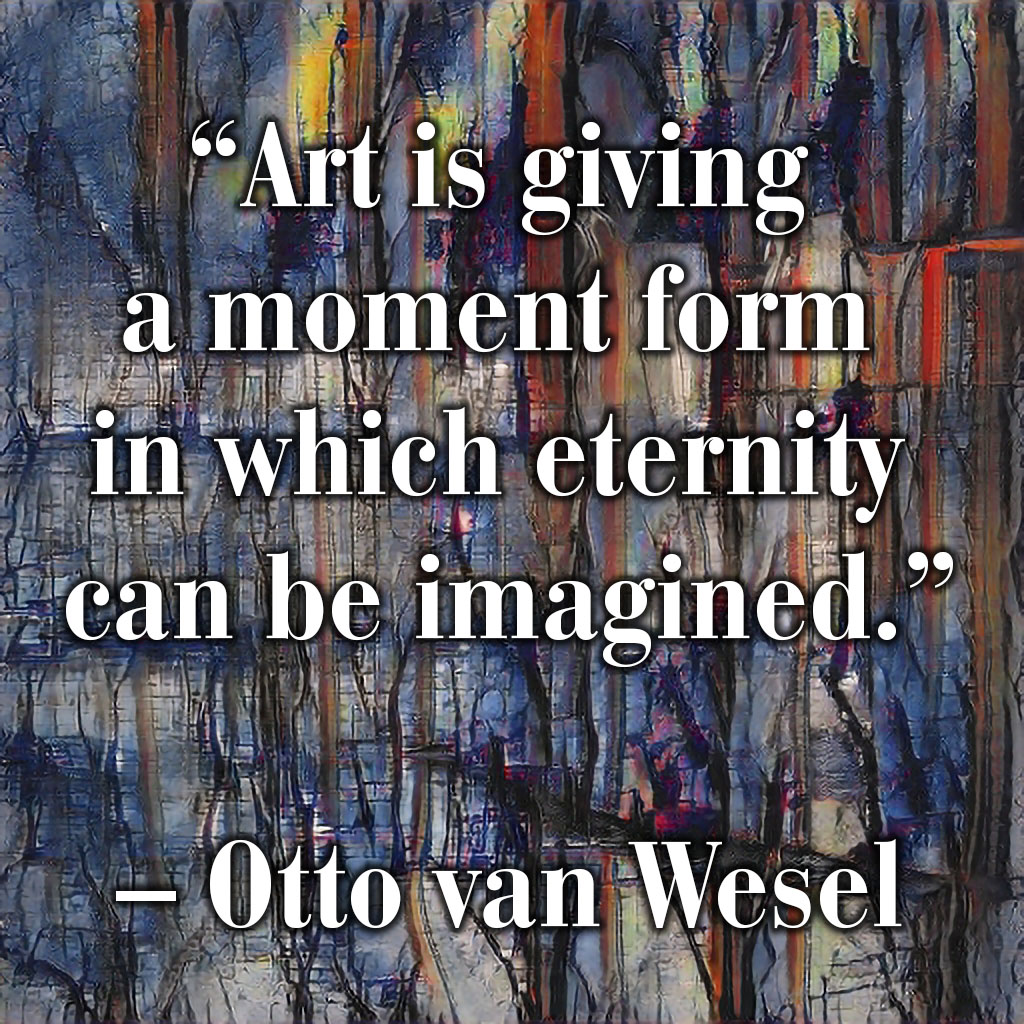 “Art is giving
a moment form
in which eternity
can be imagined.”
– Otto van Wesel